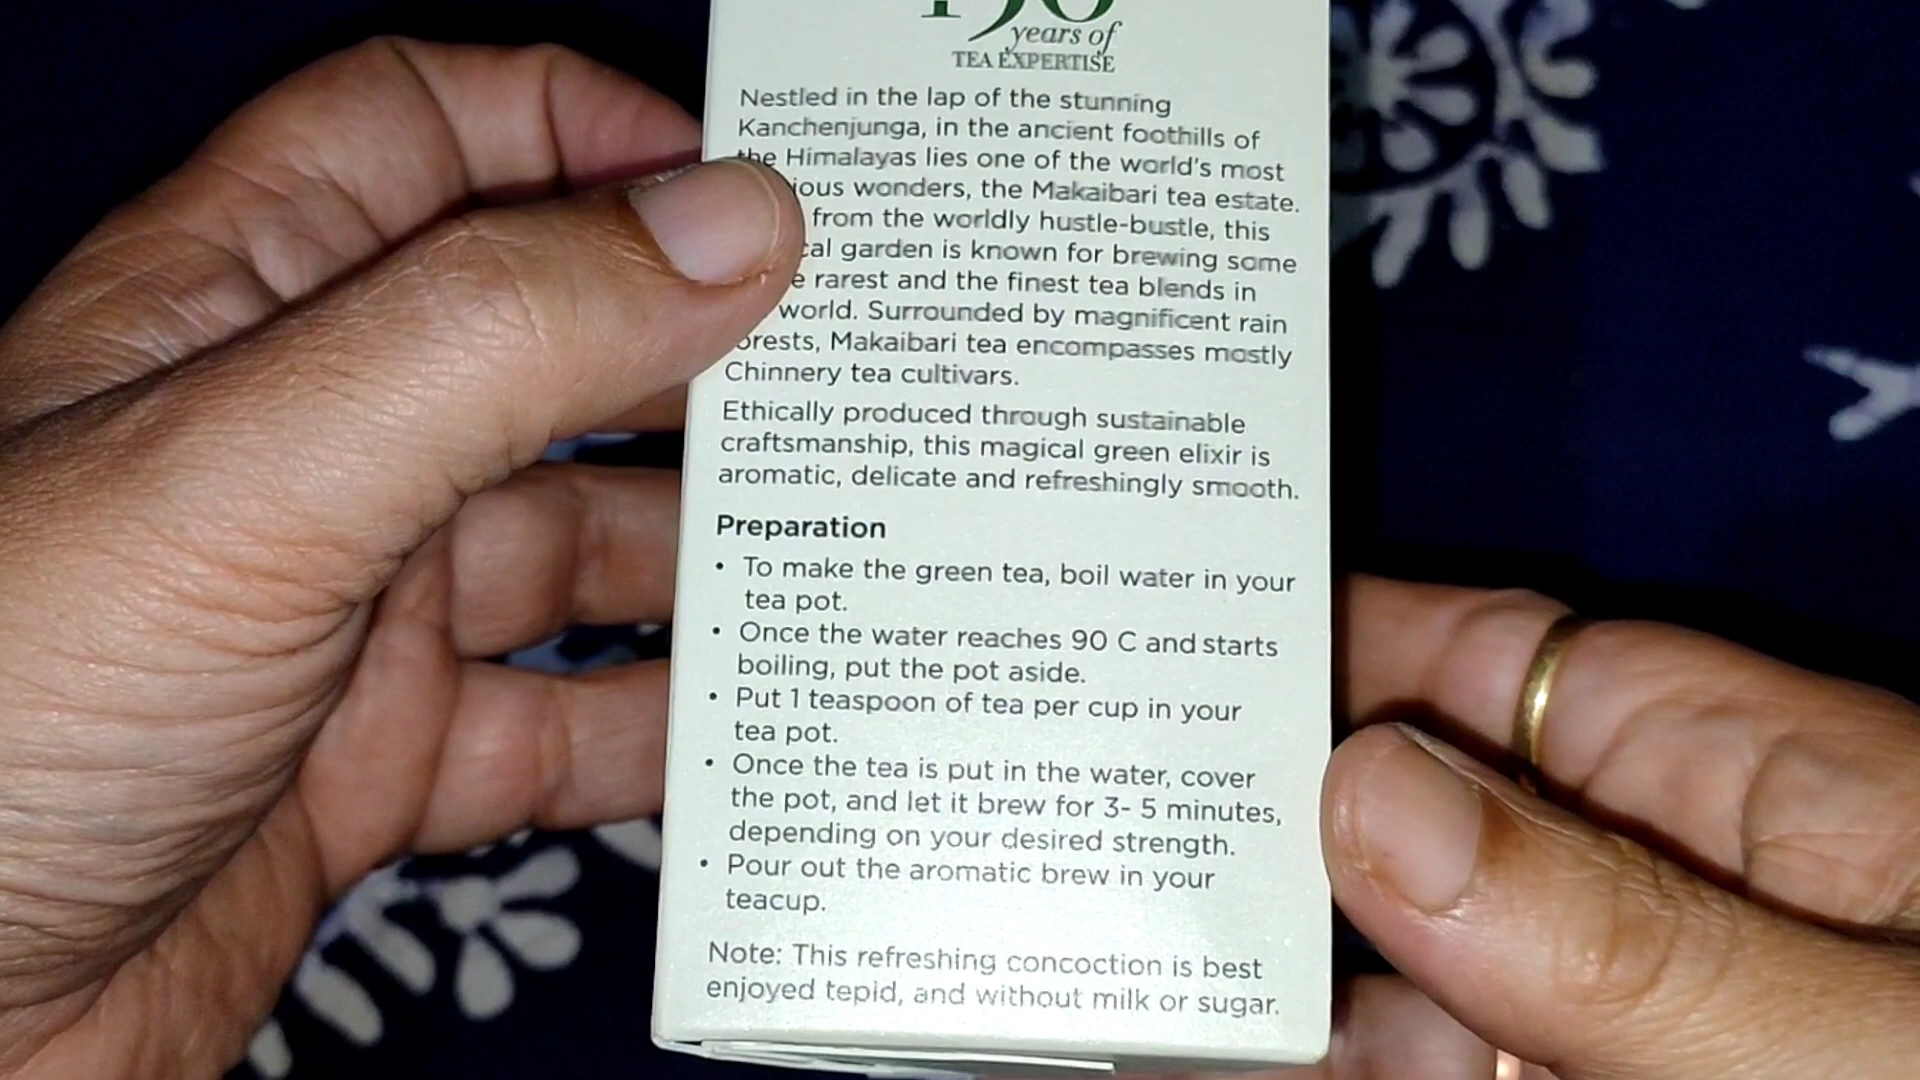 years of
TEA EXPERTISE
Nestled in the lap of the stunning
Kanchenjunga, in the ancient foothills of
the Himalayas lies one of the world's most
wonders, the Makaibari tea estate.
from the worldly hustle-bustle, this
garden is known for brewing some
rarest and the finest tea blends in
world. Surrounded by magnificent rain
Makaibari tea encompasses mostly
Chinnery tea cultivars.
Ethically produced through sustainable
craftsmanship, this magical green elixir is
aromatic, delicate and refreshingly smooth.
Preparation
• To make the green tea, boil water in your
tea pot.
• Once the water reaches 90 C and starts
boiling, put the pot aside.
• Put 1 teaspoon of tea per cup in your
tea pot.
• Once the tea is put in the water, cover
the pot, and let it brew for 3- 5 minutes,
depending on your desired strength.
• Pour out the aromatic brew in your
teacup.
Note: This refreshing concoction is best
enjoyed tepid, and without milk or sugar.